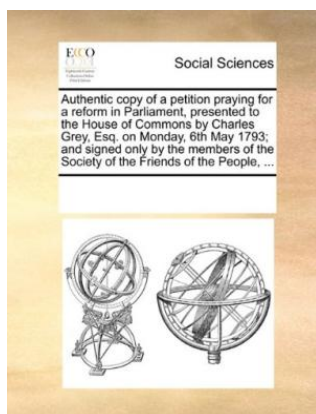 ECCO
Social Sciences
Authentic copy of a petition praying for
a reform in Parliament, presented to
the House of Commons by Charles
Grey, Esq. on Monday, 6th May 1793;
and signed only by the members of the
Society of the Friends of the People, ...